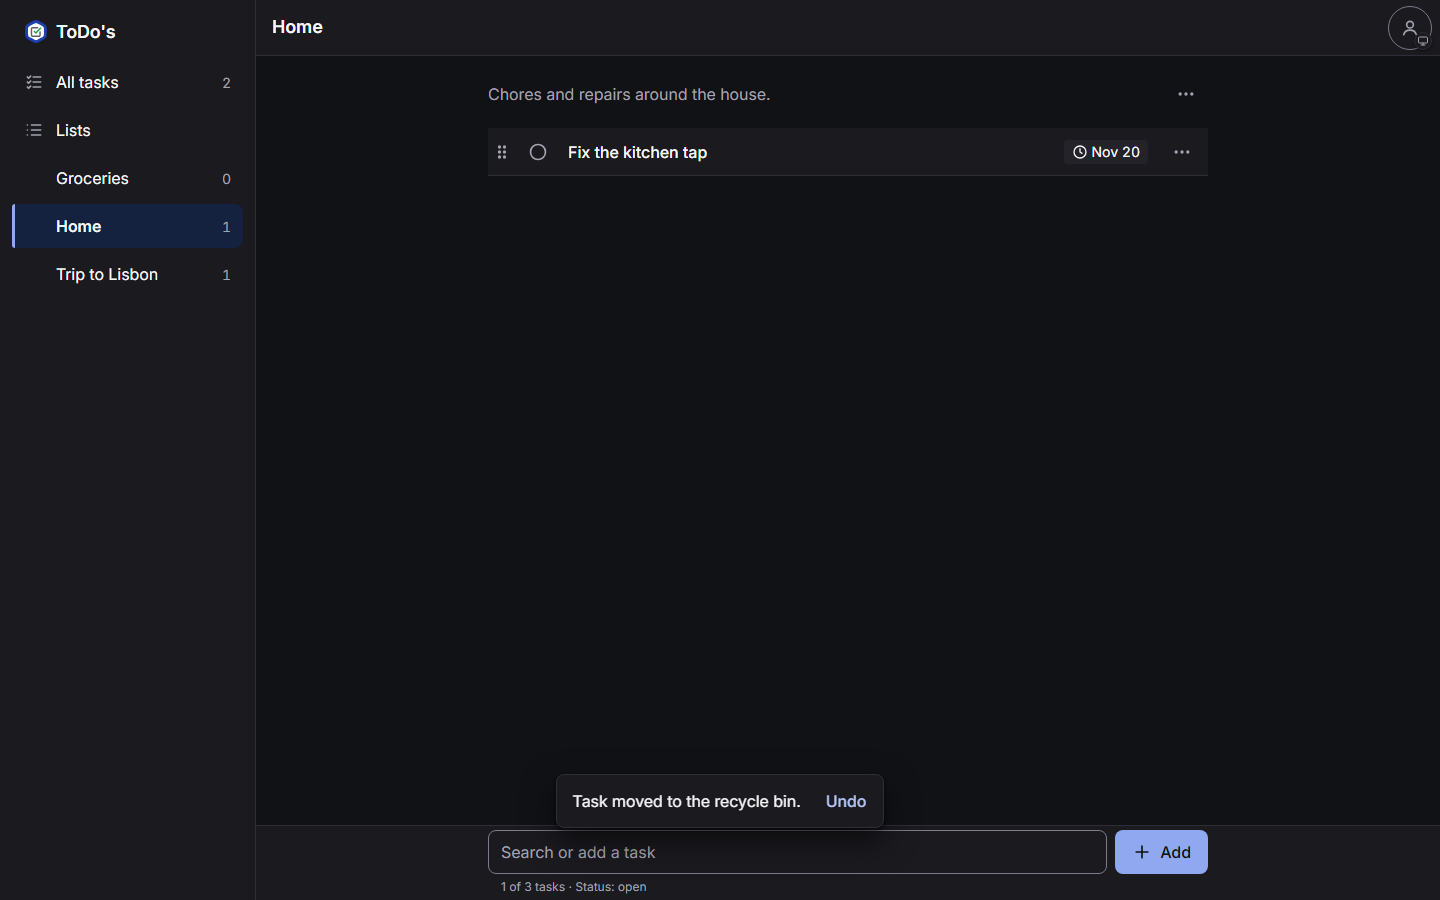 ToDo's
All tasks 2
Lists
Groceries 0
Home 1
Trip to Lisbon 1
Home
Chores and repairs around the house.
Fix the kitchen tap Nov 20
Task moved to the recycle bin. Undo
Search or add a task
Add
1 of 3 tasks · Status: open